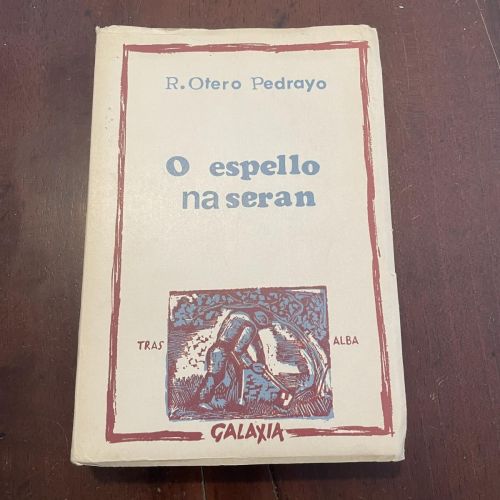 R. Otero Pedrayo
O espello
na seran
TRAS ALBA
GALAXIA